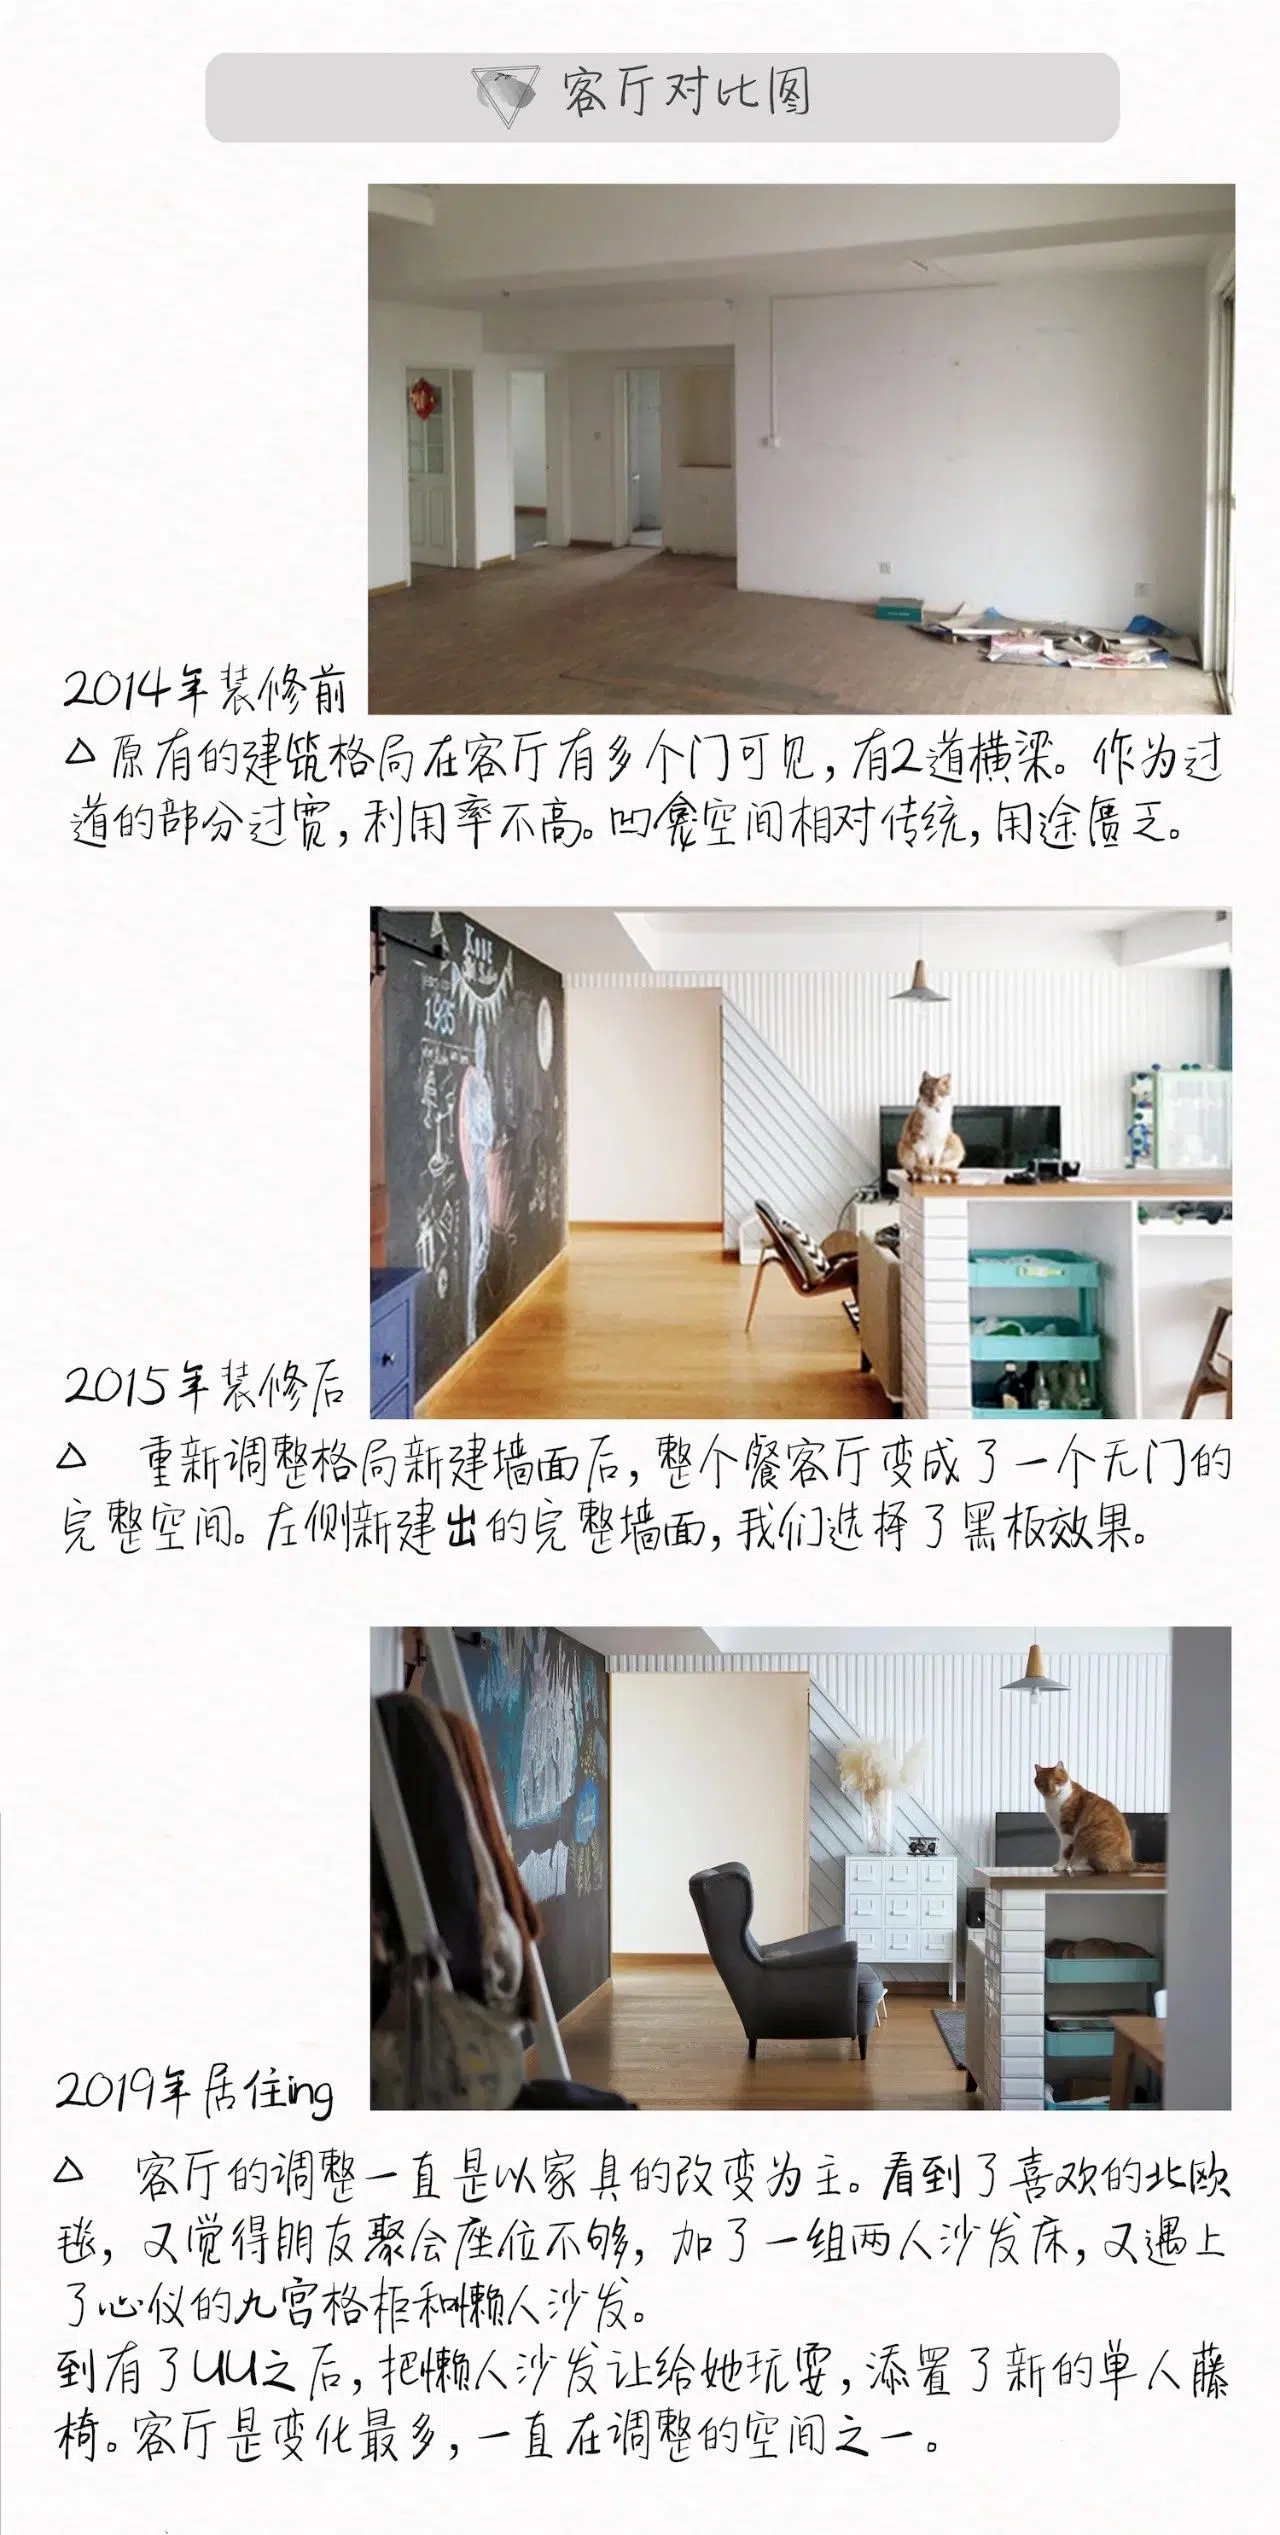 客厅对比图
2014年装修前
△原有的建筑格局在客厅有多个门可见，有2道横梁。作为过
道的部分过宽，利用率不高。凹龛空间相对传统，用途匮乏。
KOBE
1985
2015年装修后
△ 重新调整格局新建墙面后，整个餐客厅变成了一个无门的
完整空间。左侧新建出的完整墙面，我们选择了黑板效果。
2019年居住ing
△ 客厅的调整一直是以家具的改变为主。看到了喜欢的北欧
毯，又觉得朋友聚会座位不够，加了一组两人沙发床，又遇上
了心仪的九宫格柜和懒人沙发。
到有了UU之后，把懒人沙发让给她玩耍，添置了新的单人藤
椅。客厅是变化最多，一直在调整的空间之一。